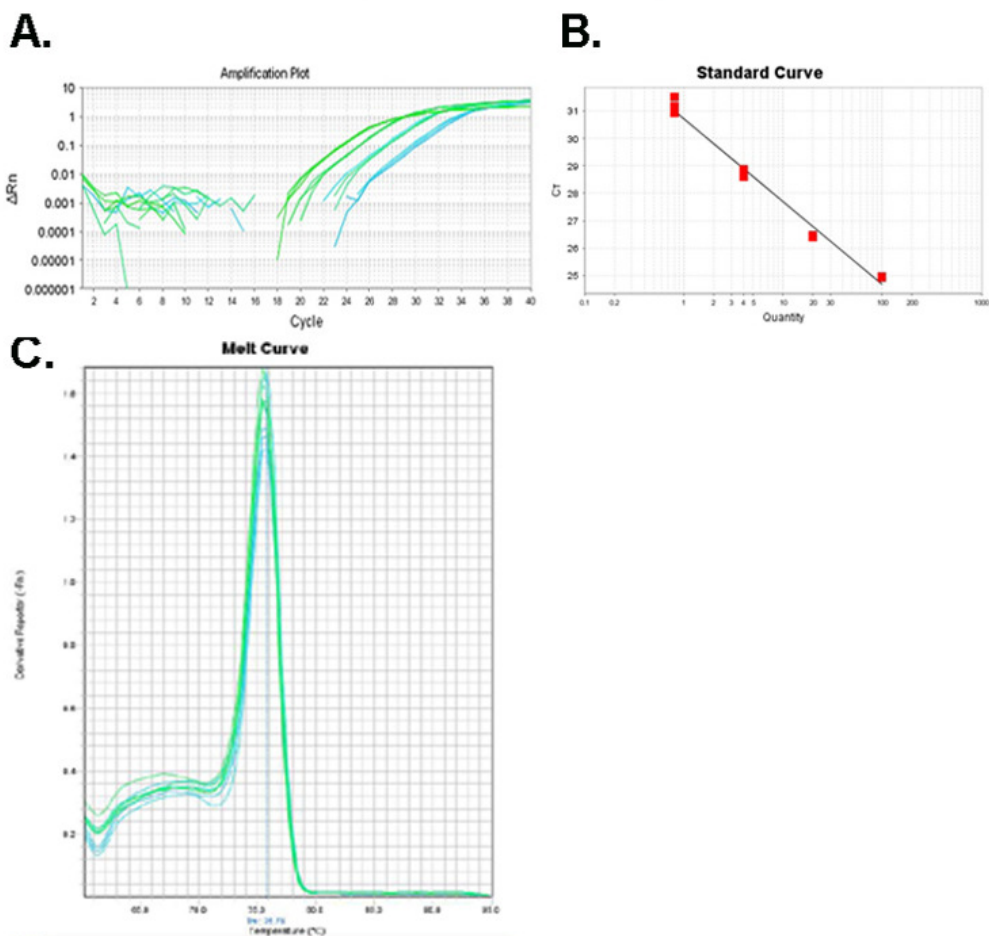 A.
Amplification Plot
10
1
0.1
0.01
0.001
0.0001
0.00001
0.000001
ΔRn
2 4 6 8 10 12 14 16 18 20 22 24 26 28 30 32 34 36 38 40
Cycle
B.
Standard Curve
31
30
29
28
27
26
25
CT
0.1 0.2 1 2 3 4 5 10 20 30 100 200 1000
Quantity
C.
Melt Curve
Derivative Reporter (-Rn)
Temperature (°C)